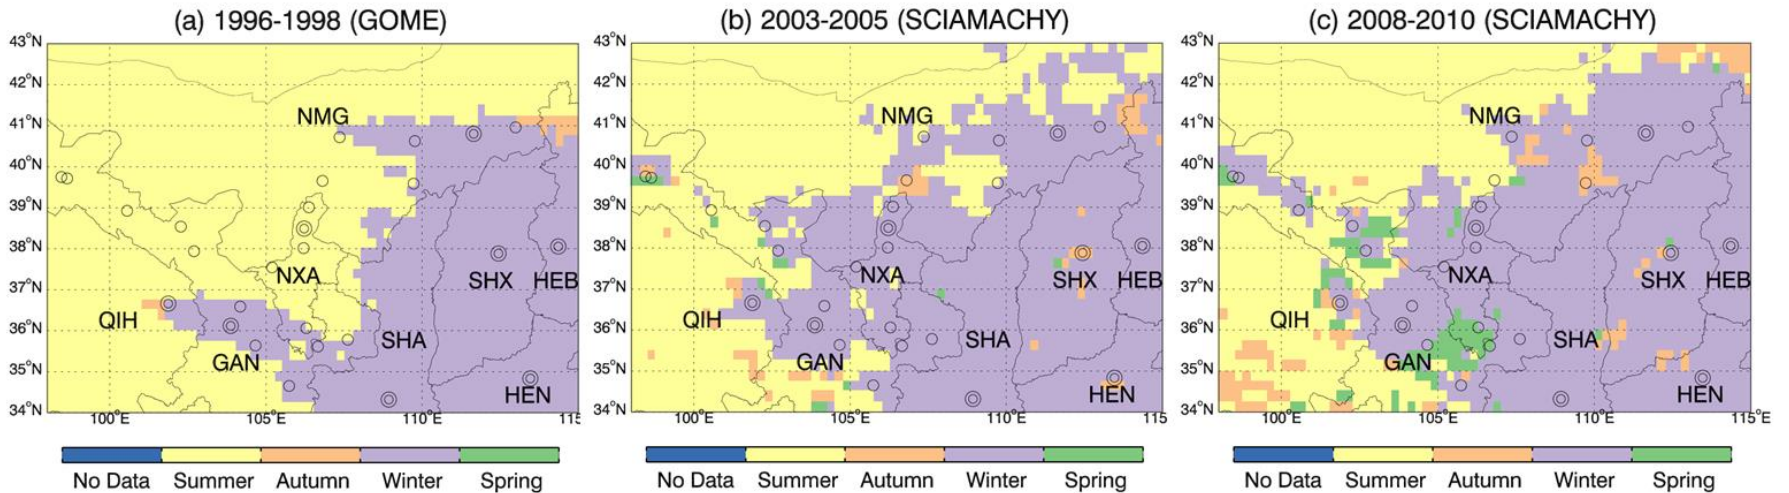 (a) 1996-1998 (GOME)
43°N
42°N
41°N
40°N
39°N
38°N
37°N
36°N
35°N
34°N
NMG
NXA
SHX
HEB
QIH
GAN
SHA
HEN
100°E
105°E
110°E
115
No Data
Summer
Autumn
Winter
Spring
(b) 2003-2005 (SCIAMACHY)
43°N
42°N
41°N
40°N
39°N
38°N
37°N
36°N
35°N
34°N
NMG
NXA
SHX
HEB
QIH
GAN
SHA
HEN
100°E
105°E
110°E
115
No Data
Summer
Autumn
Winter
Spring
(c) 2008-2010 (SCIAMACHY)
43°N
42°N
41°N
40°N
39°N
38°N
37°N
36°N
35°N
34°N
NMG
NXA
SHX
HEB
QIH
GAN
SHA
HEN
100°E
105°E
110°E
115°E
No Data
Summer
Autumn
Winter
Spring